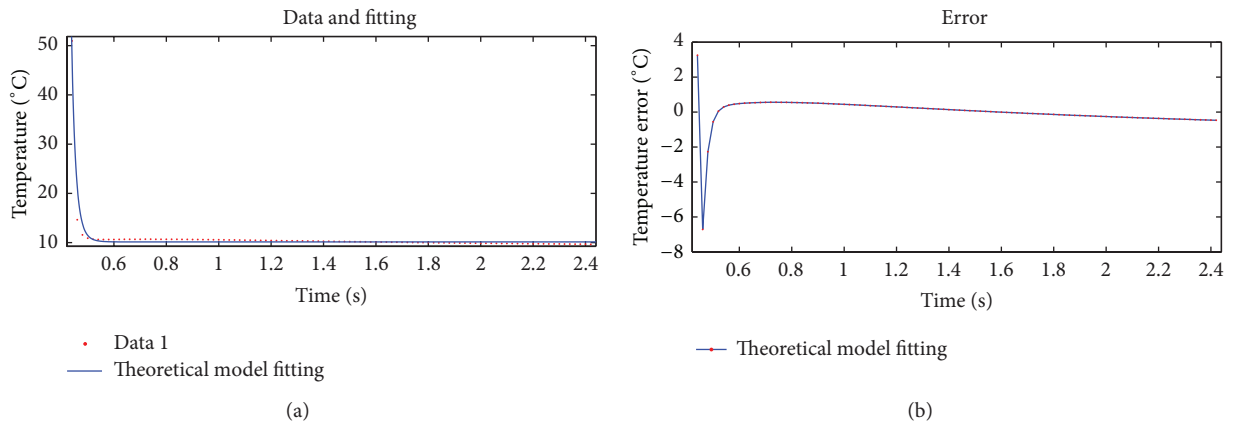 Data and fitting
50
40
30
20
10
Temperature (°C)
0.6 0.8 1 1.2 1.4 1.6 1.8 2 2.2 2.4
Time (s)
Data 1
Theoretical model fitting
(a)
Error
4
2
0
−2
−4
−6
−8
Temperature error (°C)
0.6 0.8 1 1.2 1.4 1.6 1.8 2 2.2 2.4
Time (s)
Theoretical model fitting
(b)